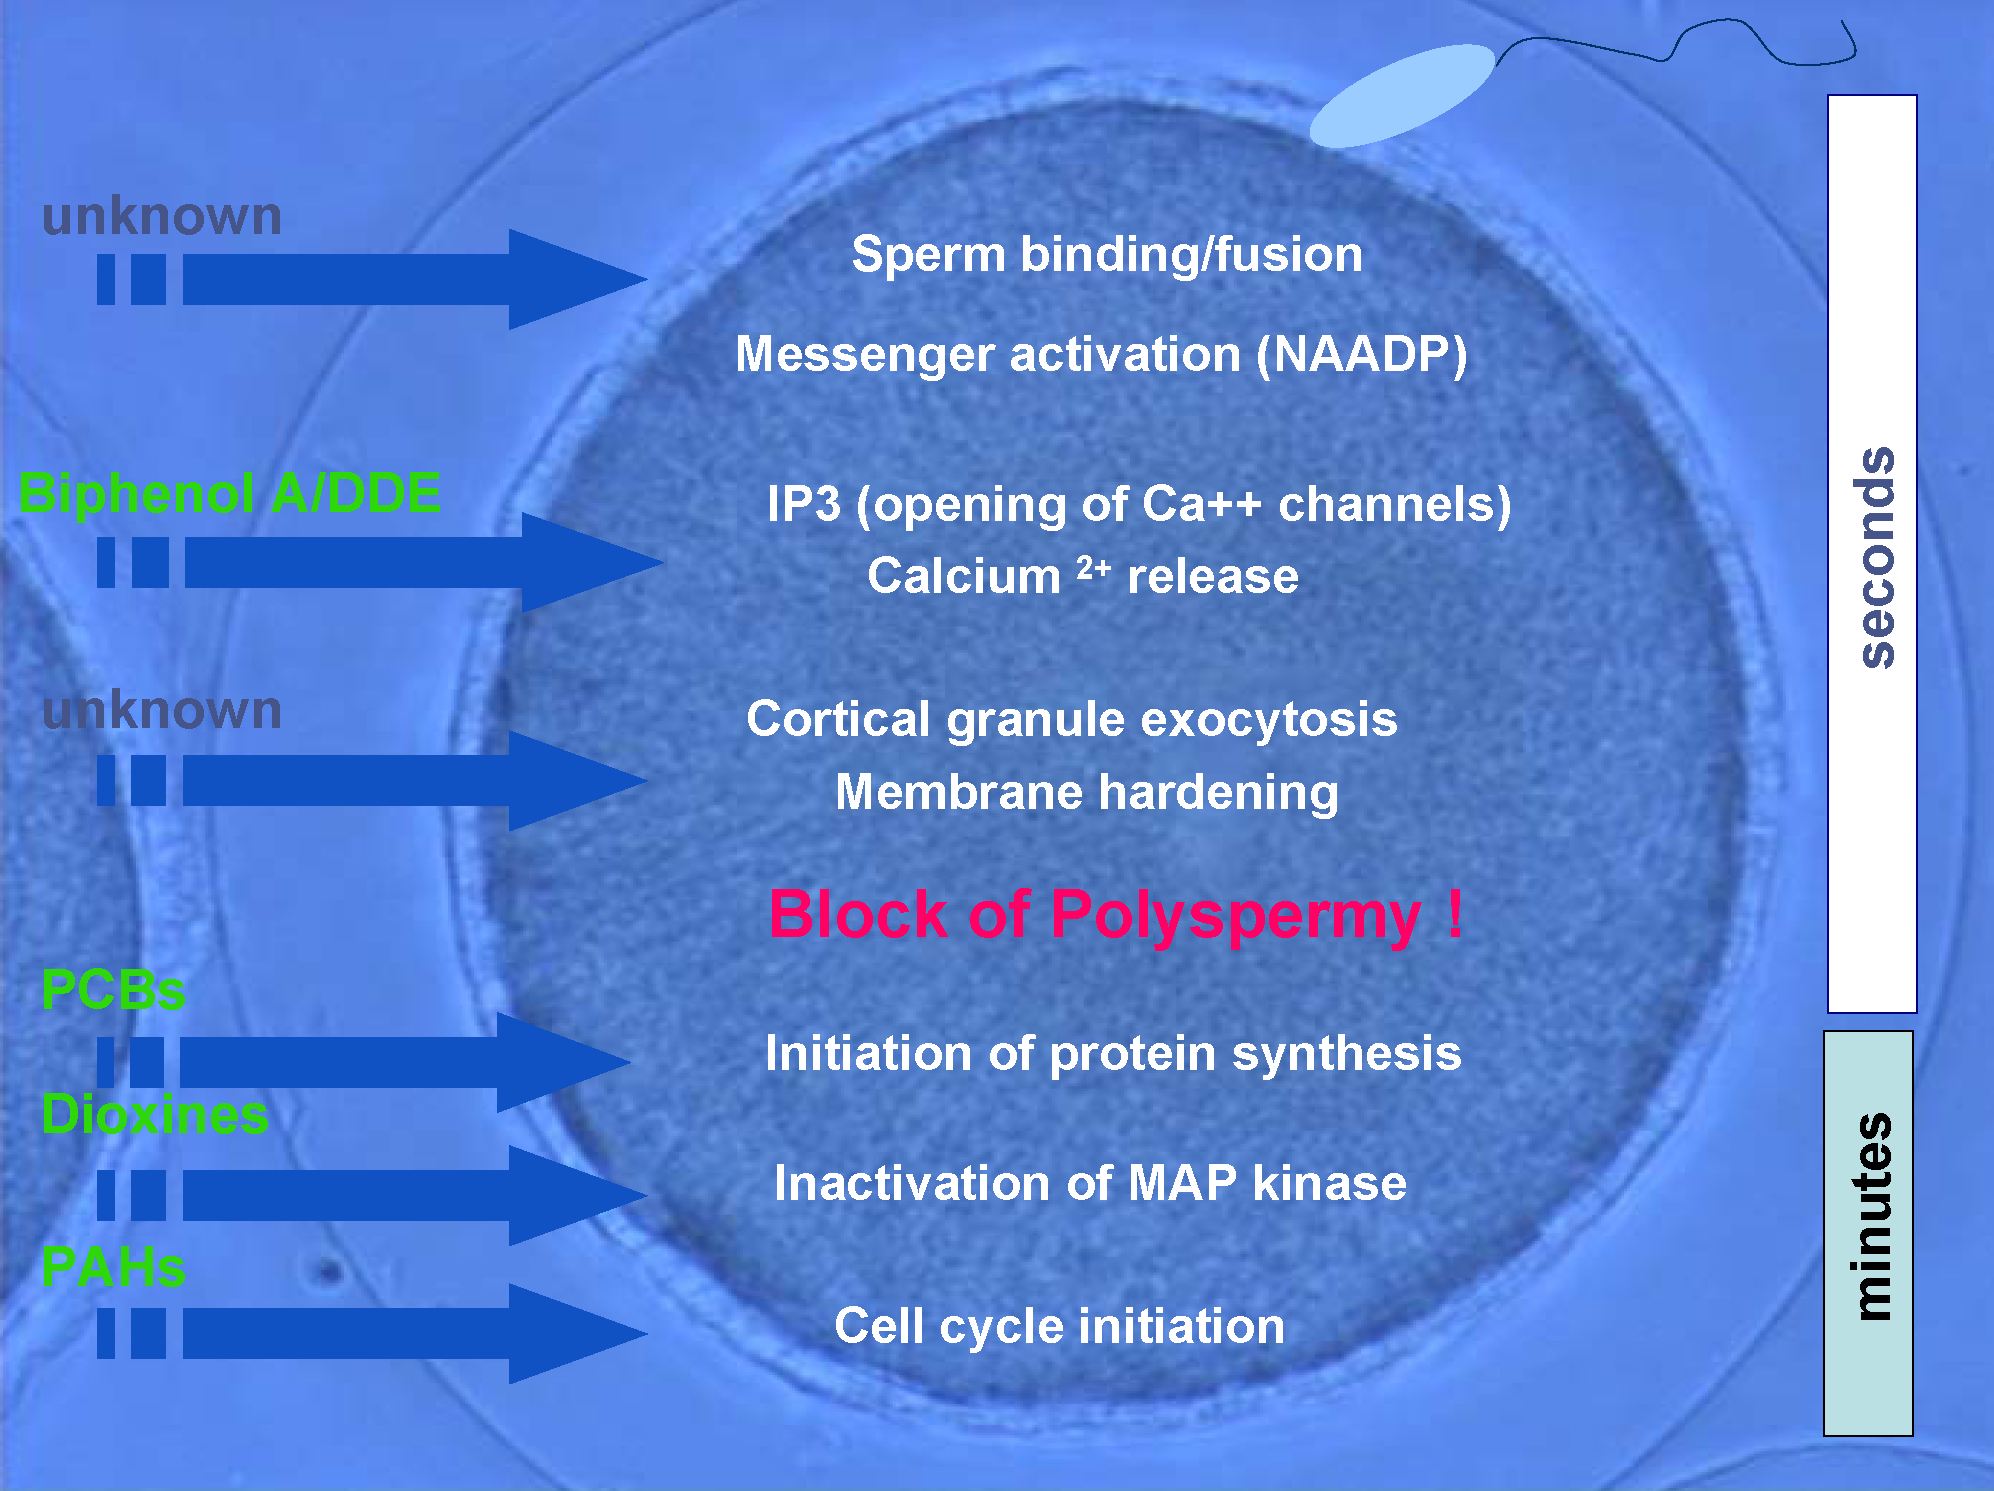 unknown
Sperm binding/fusion
Messenger activation (NAADP)
Biphenol A/DDE
IP3 (opening of Ca++ channels)
Calcium ²⁺ release
unknown
Cortical granule exocytosis
Membrane hardening
Block of Polyspermy !
PCBs
Initiation of protein synthesis
Dioxines
Inactivation of MAP kinase
PAHs
Cell cycle initiation
seconds
minutes